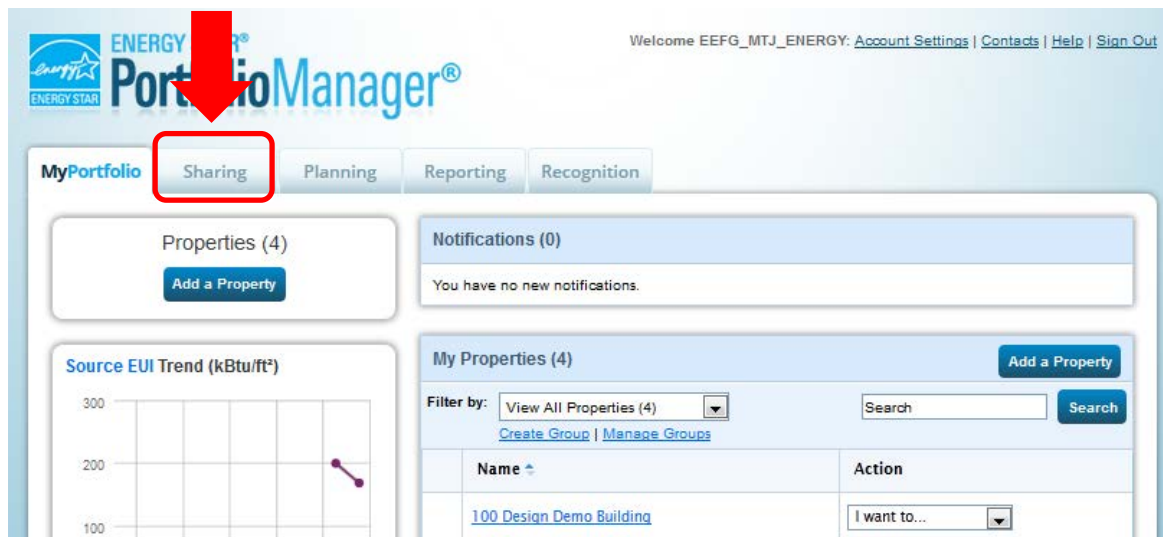 ENERGY
Welcome EEFG_MTJ_ENERGY: Account Settings | Contacts | Help | Sign Out
energy
ENERGY STAR
PortfolioManager®
MyPortfolio Sharing Planning Reporting Recognition
Properties (4)
Add a Property
Notifications (0)
You have no new notifications.
Source EUI Trend (kBtu/ft²)
300
200
100
My Properties (4)
Add a Property
Filter by: View All Properties (4)
Search Search
Create Group | Manage Groups
Name Action
100 Design Demo Building I want to...